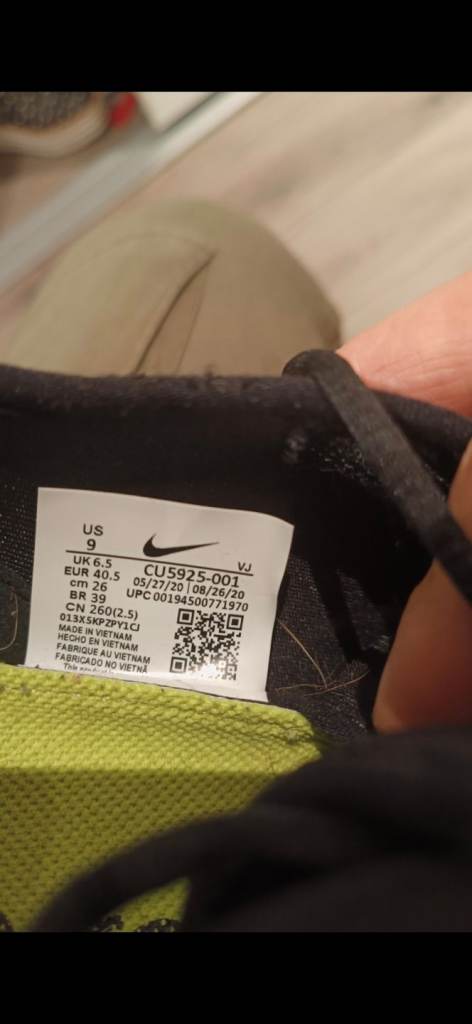 US
9
VJ
UK 6.5
CU5925-001
EUR 40.5
05/27/20 | 08/26/20
cm 26
UPC 00194500771970
BR 39
CN 260(2.5)
013X5KPZPY1CJ
MADE IN VIETNAM
HECHO EN VIETNAM
FABRIQUE AU VIETNAM
FABRICADO NO VIETNÃ
This product